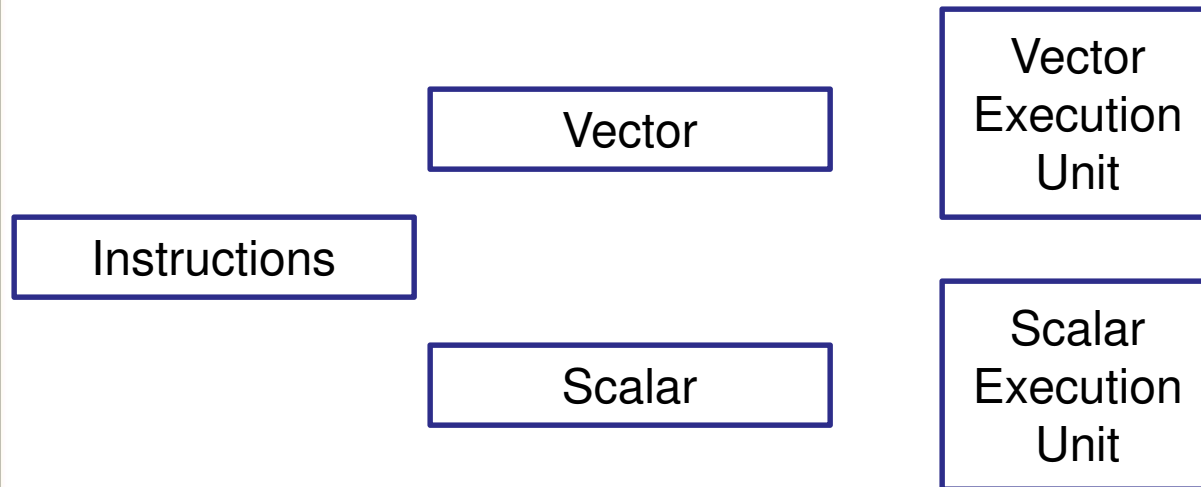 Instructions
Vector
Scalar
Vector
Execution
Unit
Scalar
Execution
Unit